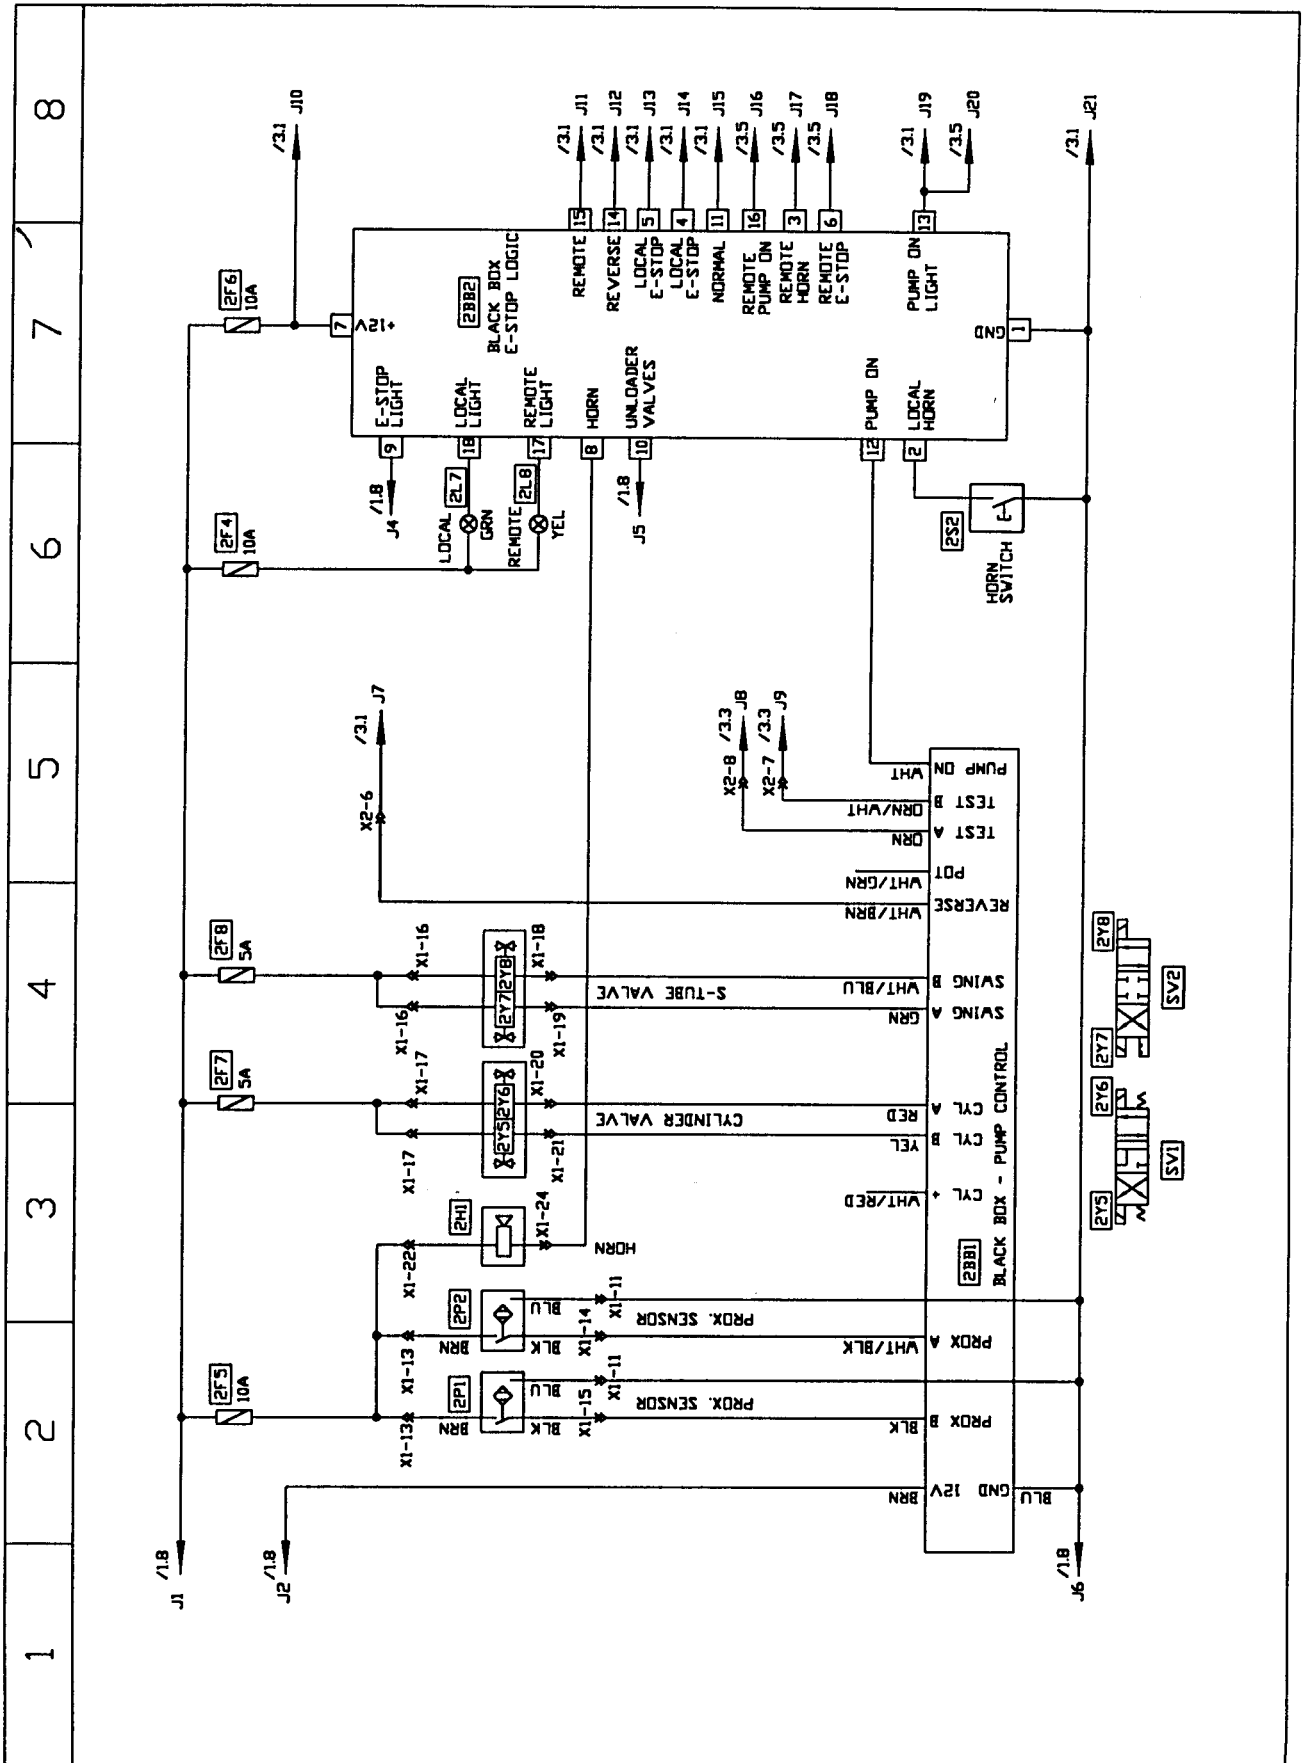 1
2
3
4
5
6
7
8
J1
/1.8
J2
/1.8
J6
/1.8
2F5
10A
2F7
5A
2F8
5A
2F4
10A
2F6
10A
/3.1
J10
X1-13
BRN
2P1
BLK
BLU
X1-15
X1-11
PROX. SENSOR
X1-13
BRN
2P2
BLK
BLU
X1-14
X1-11
PROX. SENSOR
X1-22
2H1
X1-24
HORN
X1-17
X1-17
2Y5
2Y6
X1-21
X1-20
CYLINDER VALVE
X1-16
X1-16
2Y7
2Y8
X1-19
X1-18
S-TUBE VALVE
X2-6
/3.1
J7
X2-8
/3.3
J8
X2-7
/3.3
J9
BRN
BLK
WHT/BLK
WHT/RED
YEL
RED
GRN
WHT/BLU
WHT/BRN
WHT/GRN
ORN
ORN/WHT
WHT
12V
GND
BLU
PROX B
PROX A
CYL +
CYL B
CYL A
SWING A
SWING B
REVERSE
POT
TEST A
TEST B
PUMP ON
2BB1
BLACK BOX - PUMP CONTROL
2Y5
2Y6
SV1
2Y7
2Y8
SV2
J4
/1.8
9
E-STOP
LIGHT
7
+12V
LOCAL
GRN
2L7
18
LOCAL
LIGHT
REMOTE
YEL
2L8
17
REMOTE
LIGHT
2BB2
BLACK BOX
E-STOP LOGIC
8
HORN
J5
/1.8
10
UNLOADER
VALVES
12
PUMP ON
2
LOCAL
HORN
2S2
HORN
SWITCH
REMOTE
15
/3.1
J11
REVERSE
14
/3.1
J12
LOCAL
E-STOP
5
/3.1
J13
LOCAL
E-STOP
4
/3.1
J14
NORMAL
11
/3.1
J15
REMOTE
PUMP ON
16
/3.5
J16
REMOTE
HORN
3
/3.5
J17
REMOTE
E-STOP
6
/3.5
J18
PUMP ON
LIGHT
13
/3.1
J19
/3.5
J20
GND
1
/3.1
J21